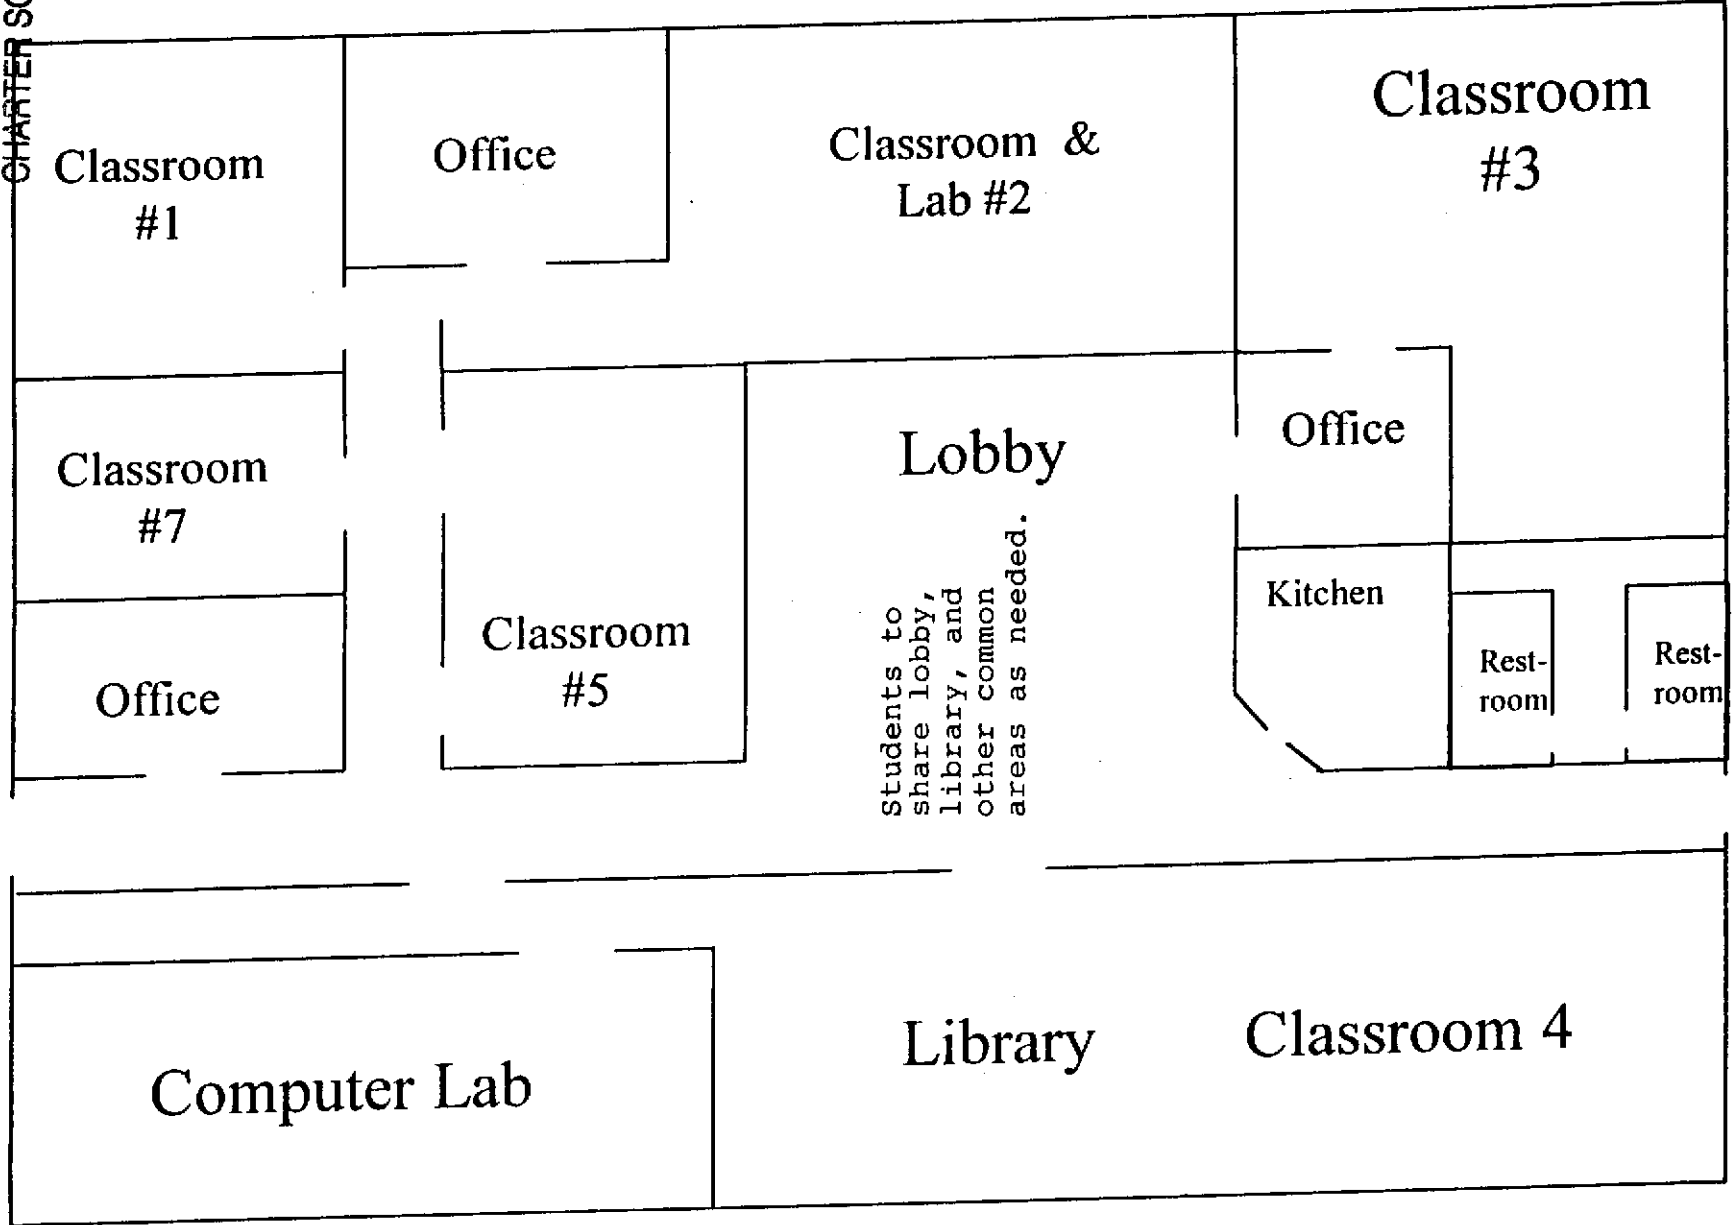 CHARTER
Classroom
#1
Office
Classroom &
Lab #2
Classroom
#3
Classroom
#7
Office
Classroom
#5
Lobby
Students to
share lobby,
library, and
other common
areas as needed.
Office
Kitchen
Rest-
room
Rest-
room
Computer Lab
Library
Classroom 4